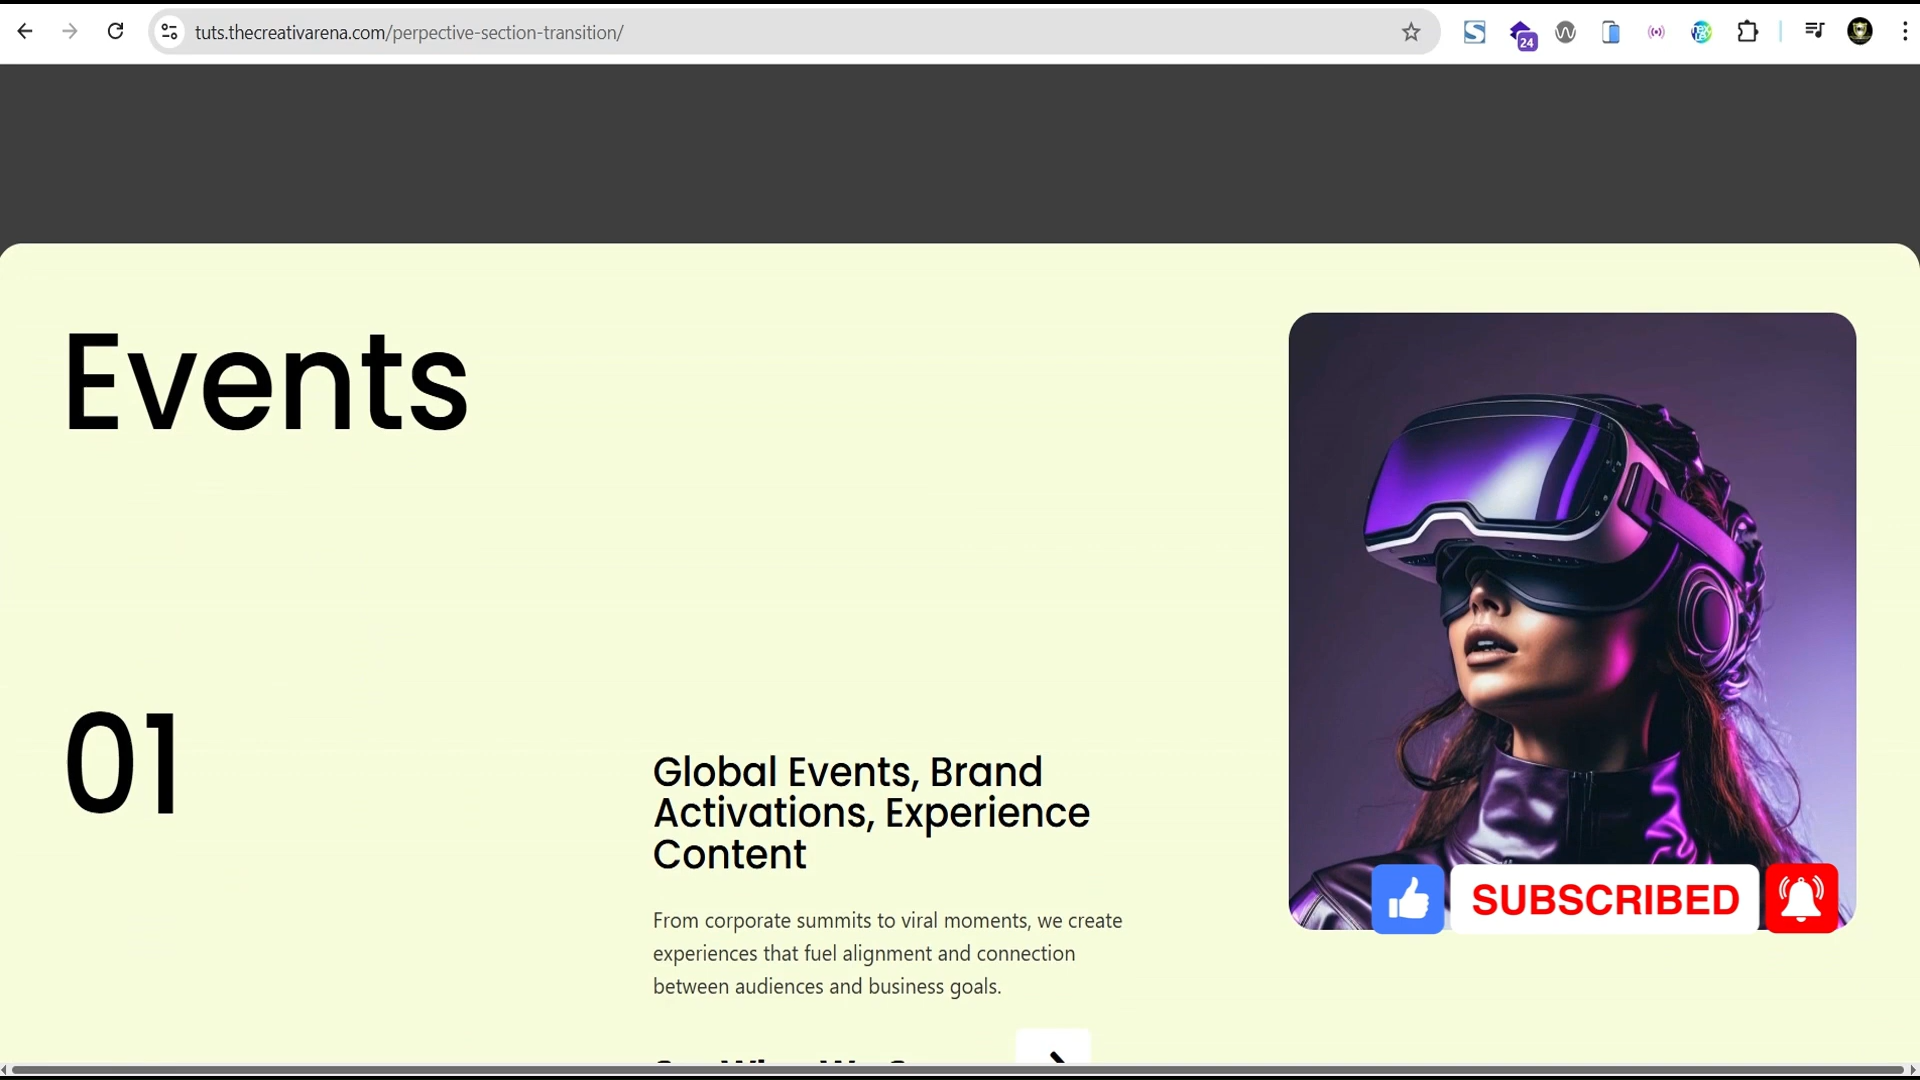 tuts.thecreativarena.com/perpective-section-transition/
24
Events
01
Global Events, Brand
Activations, Experience
Content
From corporate summits to viral moments, we create
experiences that fuel alignment and connection
between audiences and business goals.
SUBSCRIBED